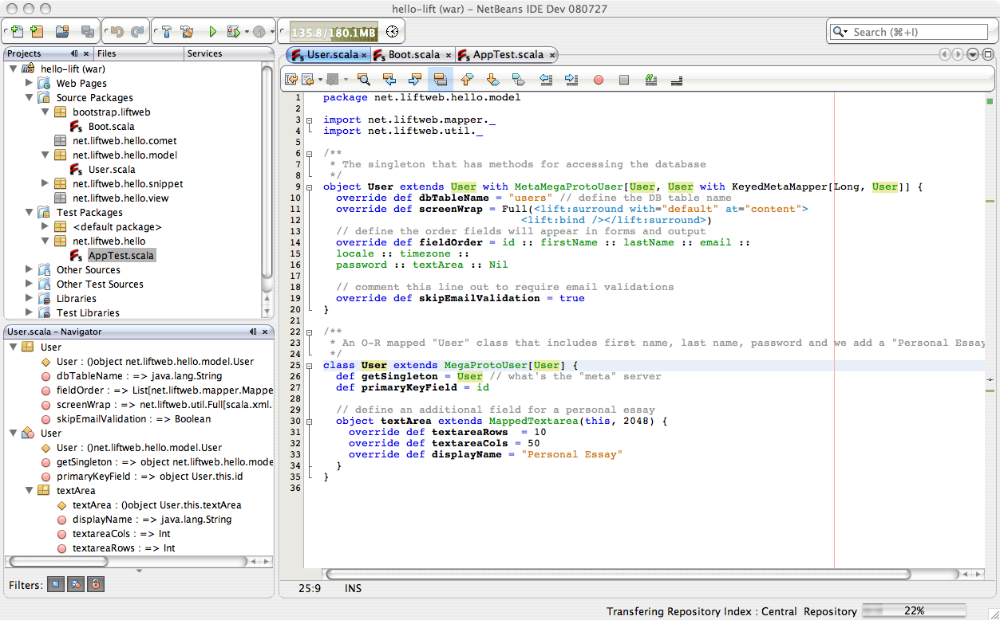 hello-lift (war) – NetBeans IDE Dev 080727
135.8/180.1MB
Search (⌘+I)
Projects
Files
Services
hello-lift (war)
Web Pages
Source Packages
bootstrap.liftweb
Boot.scala
net.liftweb.hello.comet
net.liftweb.hello.model
User.scala
net.liftweb.hello.snippet
net.liftweb.hello.view
Test Packages
<default package>
net.liftweb.hello
AppTest.scala
Other Sources
Other Test Sources
Libraries
Test Libraries
User.scala – Navigator
User
User : ()object net.liftweb.hello.model.User
dbTableName : => java.lang.String
fieldOrder : => List[net.liftweb.mapper.Mappe
screenWrap : => net.liftweb.util.Full[scala.xml.
skipEmailValidation : => Boolean
User
User : ()net.liftweb.hello.model.User
getSingleton : => object net.liftweb.hello.mode
primaryKeyField : => object User.this.id
textArea
textArea : ()object User.this.textArea
displayName : => java.lang.String
textareaCols : => Int
textareaRows : => Int
Filters:
User.scala
Boot.scala
AppTest.scala
1 package net.liftweb.hello.model
2
3 import net.liftweb.mapper._
4 import net.liftweb.util._
5
6 /**
7  * The singleton that has methods for accessing the database
8  */
9 object User extends User with MetaMegaProtoUser[User, User with KeyedMetaMapper[Long, User]] {
10   override def dbTableName = "users" // define the DB table name
11   override def screenWrap = Full(<lift:surround with="default" at="content">
12                                <lift:bind /></lift:surround>)
13   // define the order fields will appear in forms and output
14   override def fieldOrder = id :: firstName :: lastName :: email ::
15   locale :: timezone ::
16   password :: textArea :: Nil
17
18   // comment this line out to require email validations
19   override def skipEmailValidation = true
20 }
21
22 /**
23  * An O-R mapped "User" class that includes first name, last name, password and we add a "Personal Essay
24  */
25 class User extends MegaProtoUser[User] {
26   def getSingleton = User // what's the "meta" server
27   def primaryKeyField = id
28
29   // define an additional field for a personal essay
30   object textArea extends MappedTextarea(this, 2048) {
31     override def textareaRows  = 10
32     override def textareaCols = 50
33     override def displayName = "Personal Essay"
34   }
35 }
36
25:9
INS
Transfering Repository Index : Central Repository
22%